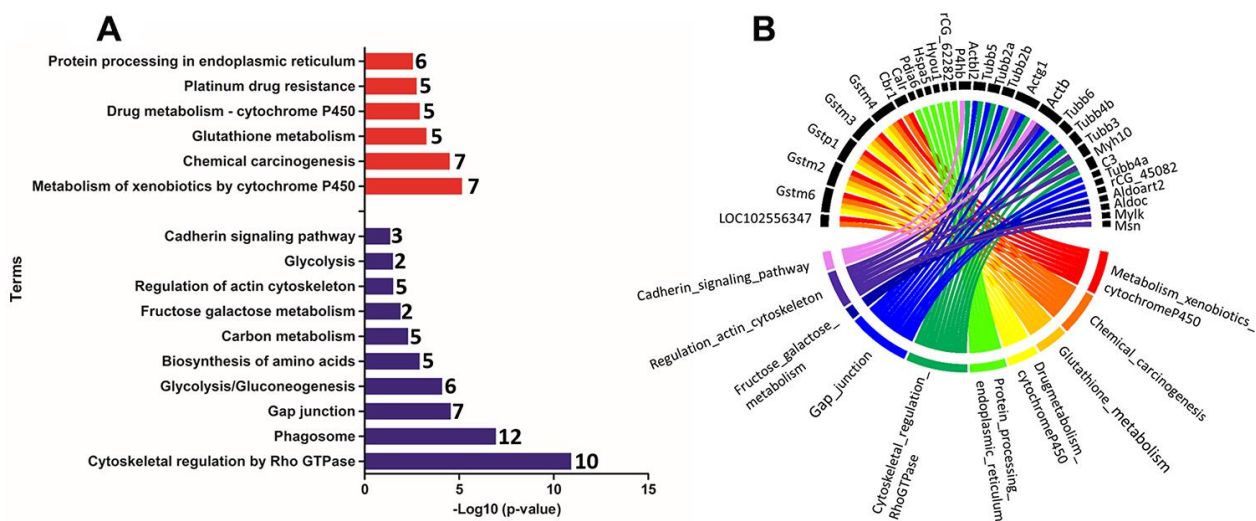 A
Terms
Protein processing in endoplasmic reticulum
6
Platinum drug resistance
5
Drug metabolism - cytochrome P450
5
Glutathione metabolism
5
Chemical carcinogenesis
7
Metabolism of xenobiotics by cytochrome P450
7
Cadherin signaling pathway
3
Glycolysis
2
Regulation of actin cytoskeleton
5
Fructose galactose metabolism
2
Carbon metabolism
5
Biosynthesis of amino acids
5
Glycolysis/Gluconeogenesis
6
Gap junction
7
Phagosome
12
Cytoskeletal regulation by Rho GTPase
10
0
5
10
15
-Log10 (p-value)
B
LOC102556347
Gstm6
Gstm2
Gstp1
Gstm3
Gstm4
Cbr1
Calr
Pdia6
Hspa5
Hyou1
rCG_62282
P4hb
Actbl2
Tubb5
Tubb2a
Tubb2b
Actg1
Actb
Tubb6
Tubb4b
Tubb3
Myh10
C3
Tubb4a
rCG_45082
Aldoart2
Aldoc
Mylk
Msn
Metabolism_xenobiotics_
cytochromeP450
Chemical_carcinogenesis
Glutathione_metabolism
Drugmetabolism_
cytochromeP450
Protein_processing_
endoplasmic_reticulum
Cytoskeletal_regulation_
RhoGTPase
Gap_junction
Fructose_galactose_
metabolism
Regulation_actin_cytoskeleton
Cadherin_signaling_pathway